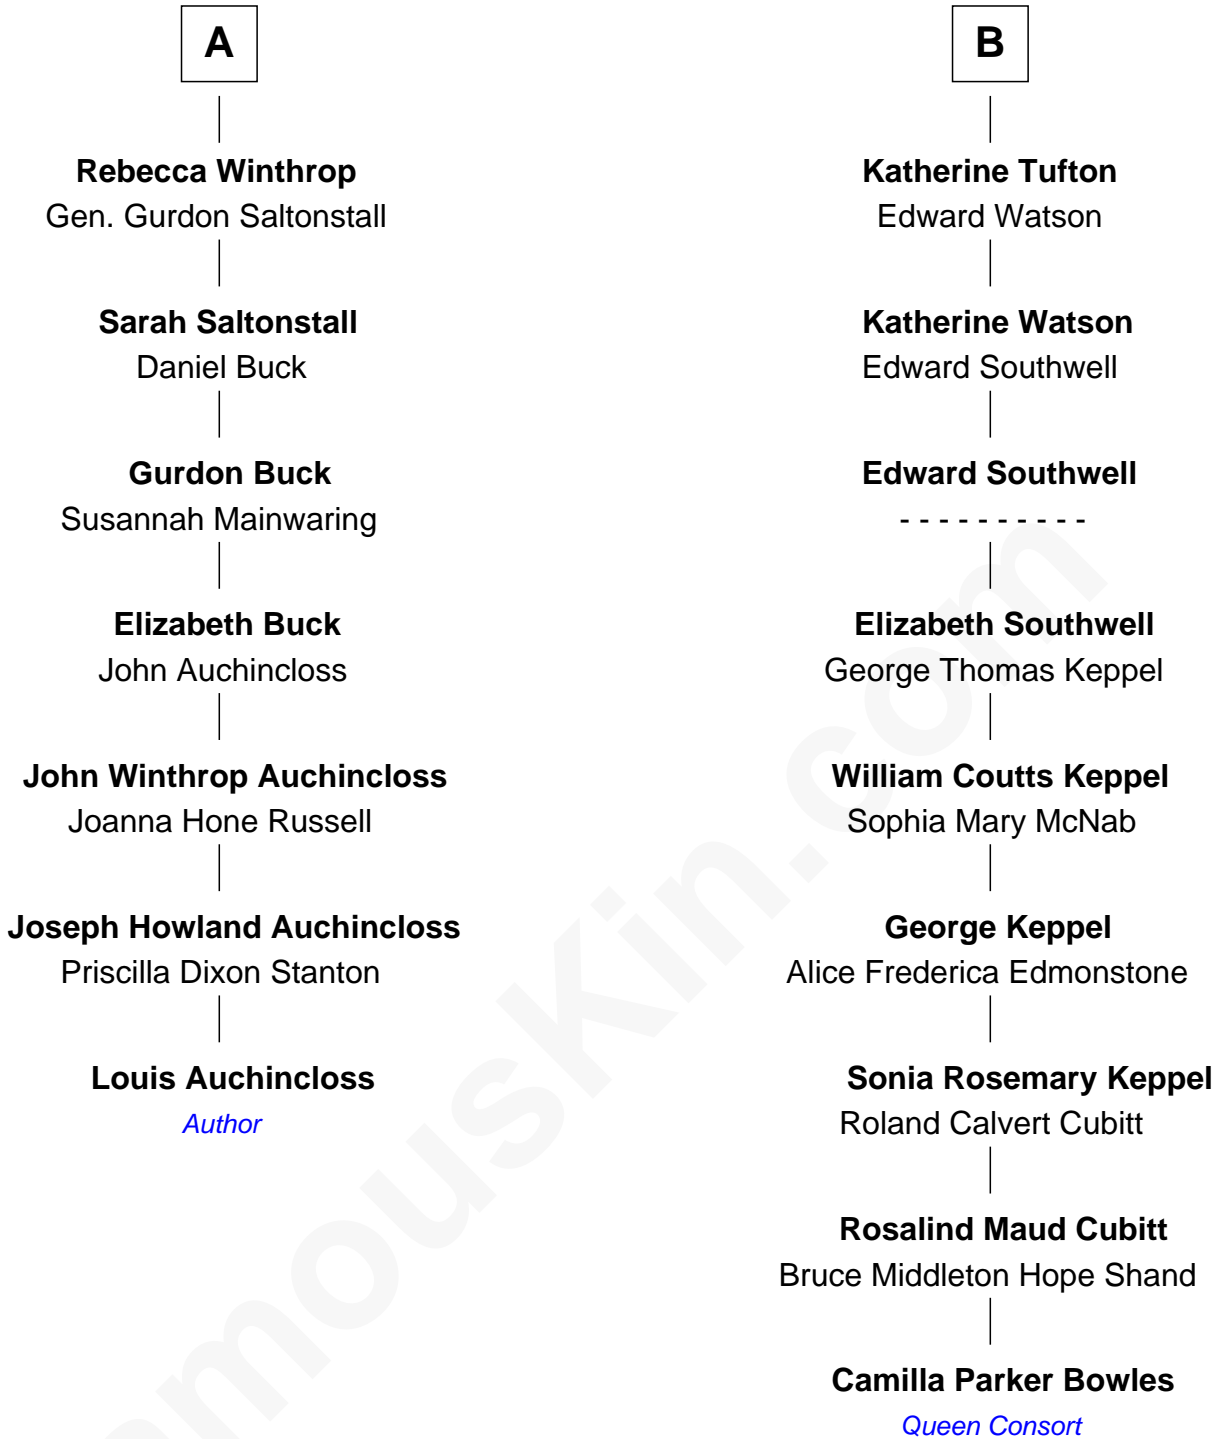 A
Rebecca Winthrop
Gen. Gurdon Saltonstall
Sarah Saltonstall
Daniel Buck
Gurdon Buck
Susannah Mainwaring
Elizabeth Buck
John Auchincloss
John Winthrop Auchincloss
Joanna Hone Russell
Joseph Howland Auchincloss
Priscilla Dixon Stanton
Louis Auchincloss
Author
B
Katherine Tufton
Edward Watson
Katherine Watson
Edward Southwell
Edward Southwell
- - - - - - - - - -
Elizabeth Southwell
George Thomas Keppel
William Coutts Keppel
Sophia Mary McNab
George Keppel
Alice Frederica Edmonstone
Sonia Rosemary Keppel
Roland Calvert Cubitt
Rosalind Maud Cubitt
Bruce Middleton Hope Shand
Camilla Parker Bowles
Queen Consort
amouskin.com